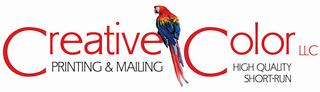 Creative Color LLC
PRINTING & MAILING
HIGH QUALITY
SHORT-RUN